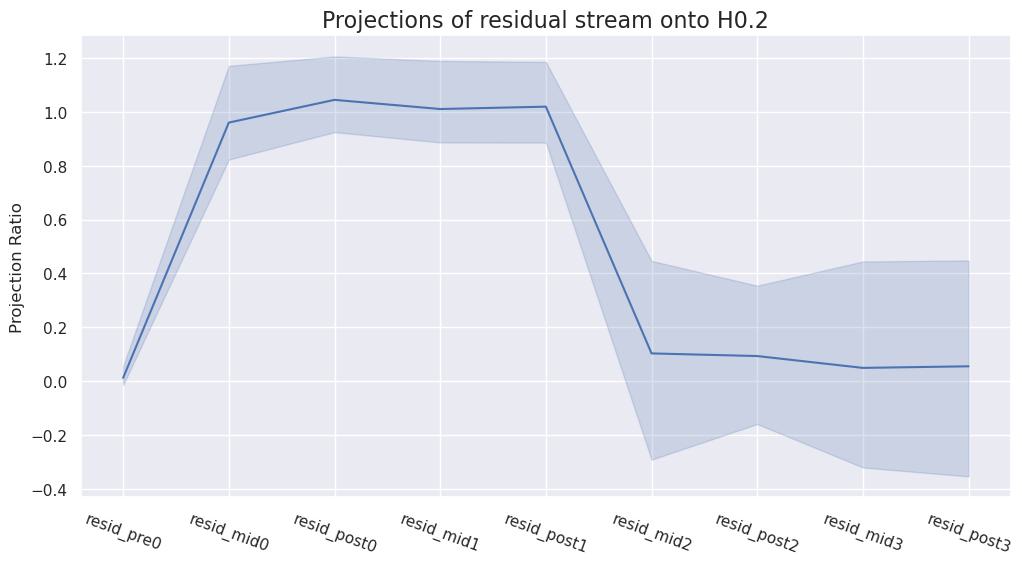 Projections of residual stream onto H0.2
1.2
1.0
0.8
0.6
0.4
0.2
0.0
−0.2
−0.4
Projection Ratio
resid_pre0
resid_mid0
resid_post0
resid_mid1
resid_post1
resid_mid2
resid_post2
resid_mid3
resid_post3